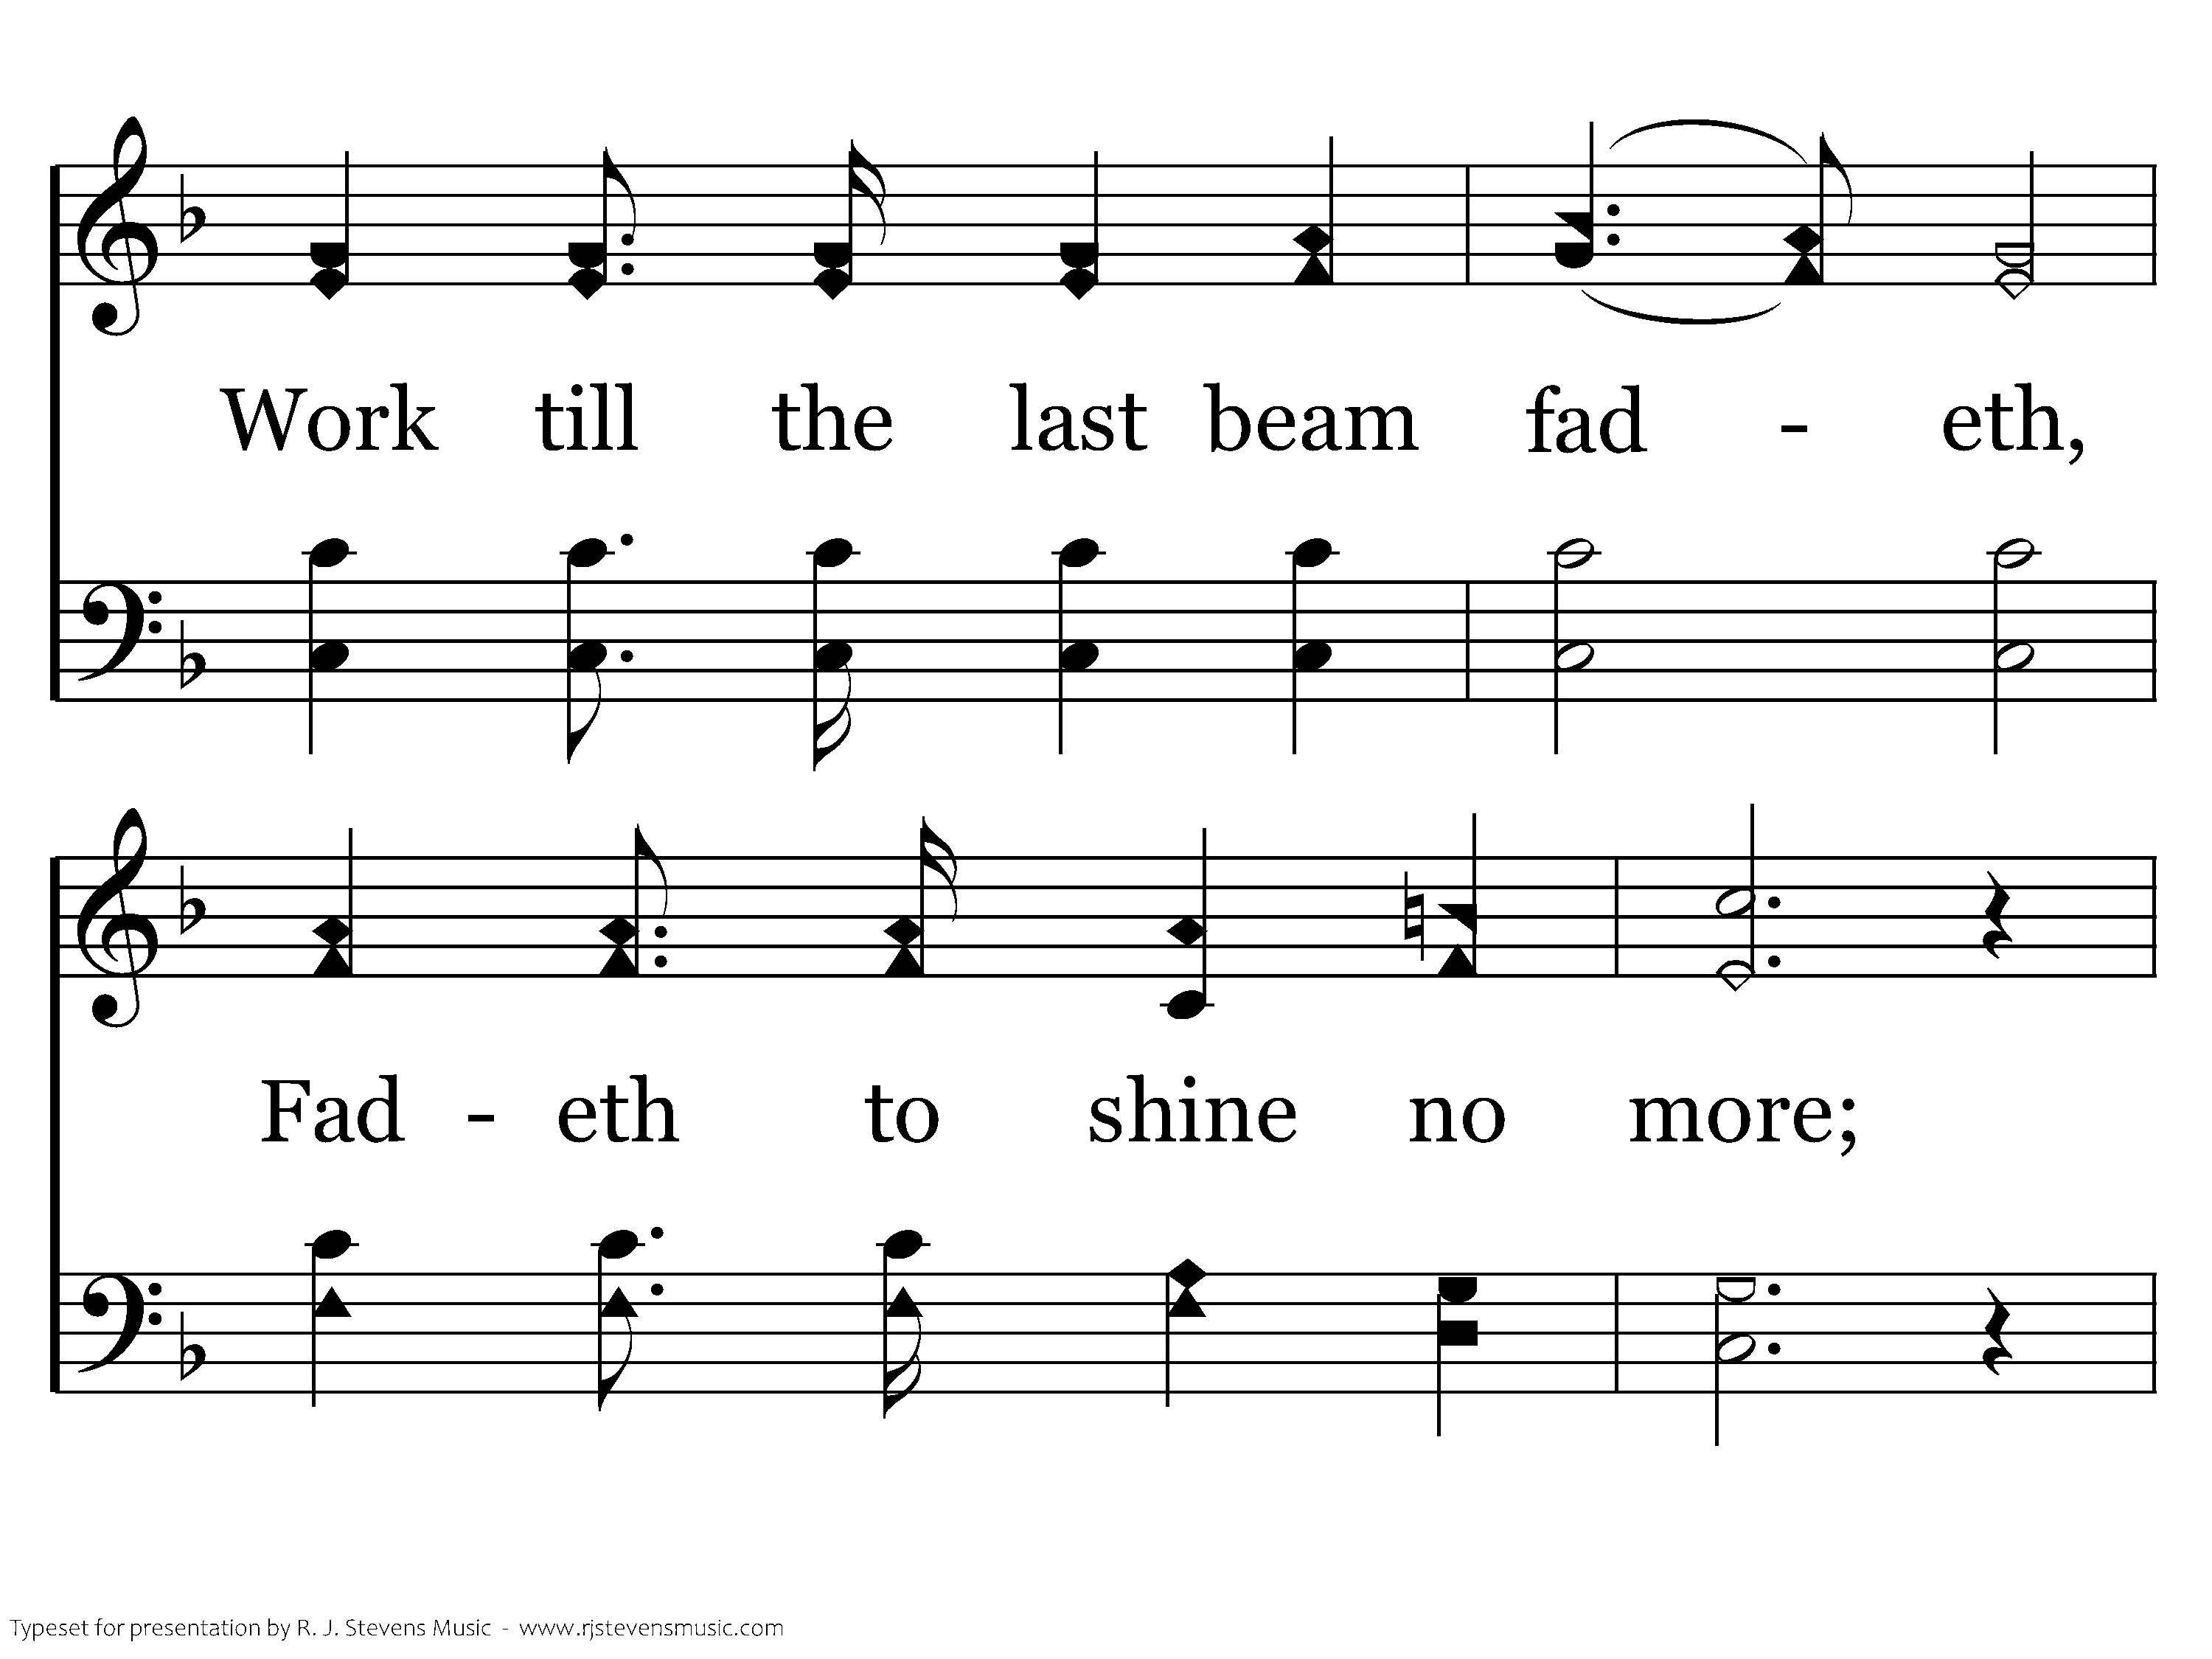 Work till the last beam fad - eth,
Fad - eth to shine no more;
Typeset for presentation by R. J. Stevens Music - www.rjstevensmusic.com